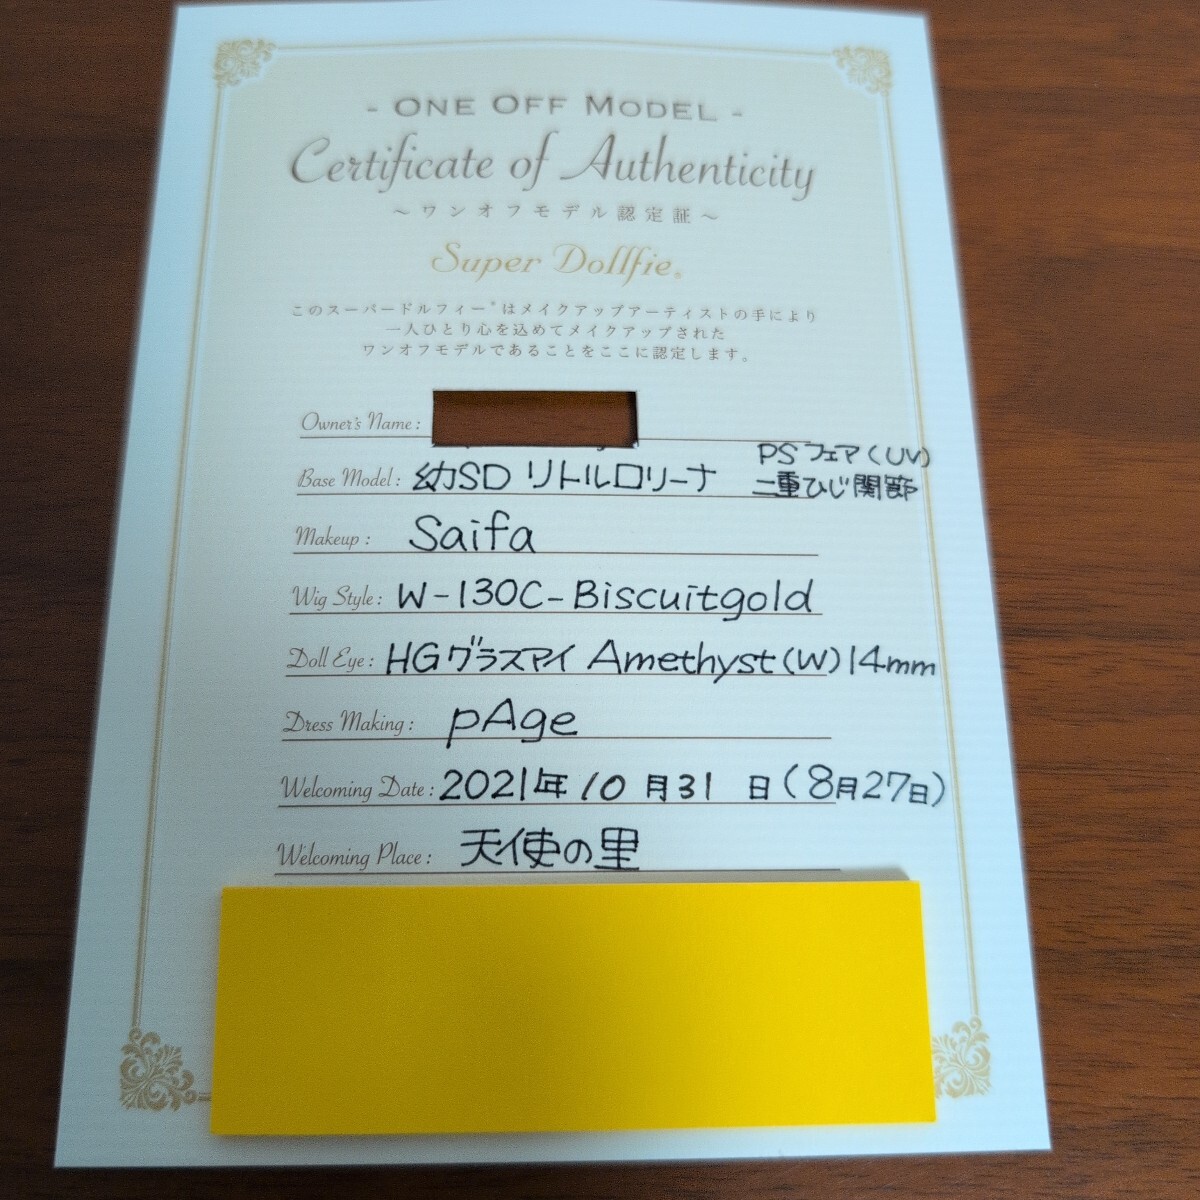 - ONE OFF MODEL -
Certificate of Authenticity
～ワンオフモデル認定証～
Super Dollfie®
このスーパードルフィー®はメイクアップアーティストの手により
一人ひとり心を込めてメイクアップされた
ワンオフモデルであることをここに認定します。
Owner's Name :
Base Model : 幼SD リトルロリーナ PSフェア(UV)
二重ひじ関節
Makeup : Saifa
Wig Style : W-130C-Biscuitgold
Doll Eye : HGグラスアイ Amethyst(W)14mm
Dress Making : pAge
Welcoming Date : 2021年 10 月 31 日(8月27日)
Welcoming Place : 天使の里